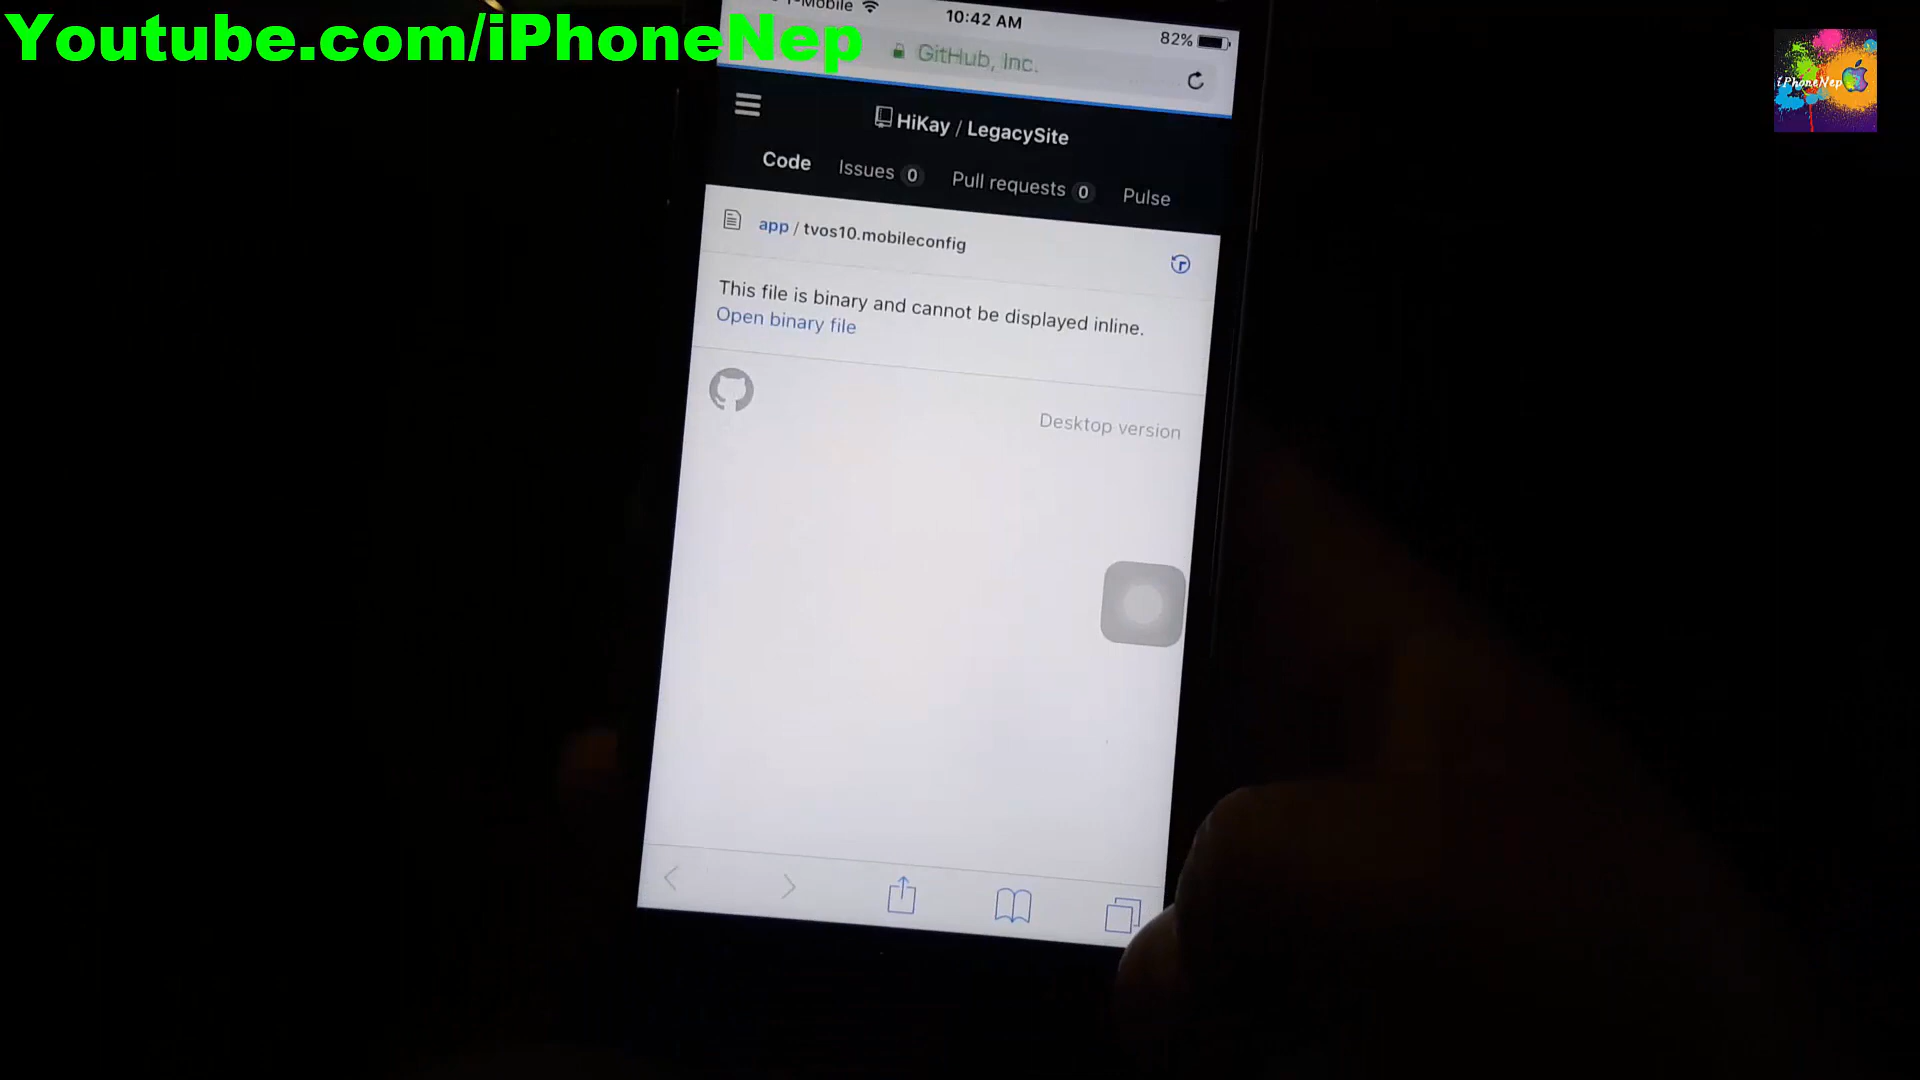 Youtube.com/iPhoneNep
T-Mobile 10:42 AM 82%
GitHub, Inc.
iPhoneNep
HiKay / LegacySite
Code Issues 0 Pull requests 0 Pulse
app / tvos10.mobileconfig
This file is binary and cannot be displayed inline.
Open binary file
Desktop version